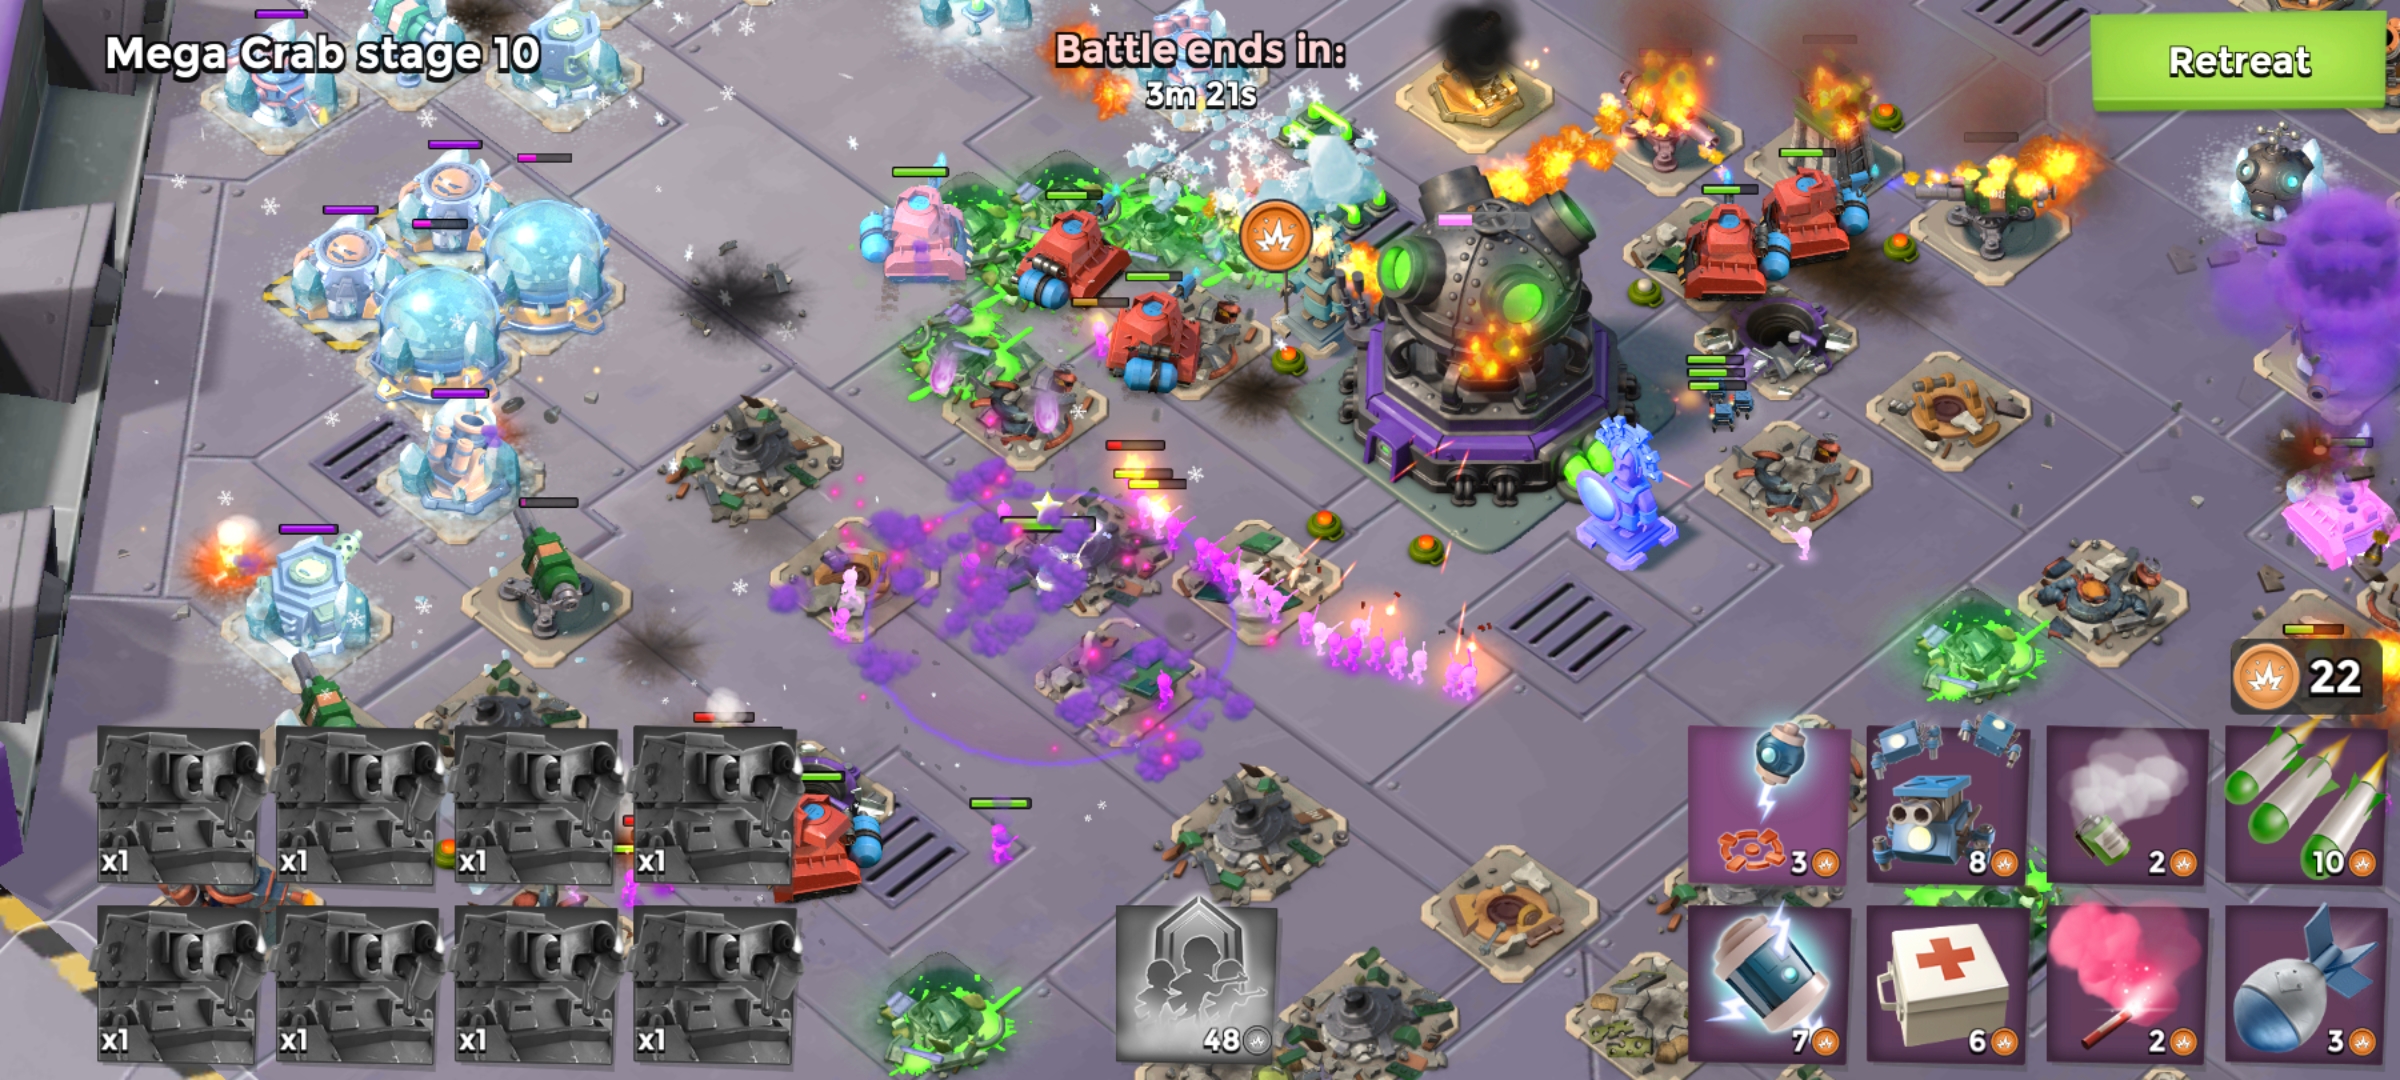 Mega Crab stage 10
Battle ends in:
3m 21s
Retreat
22
x1
x1
x1
x1
3
8
2
10
x1
x1
x1
x1
48
7
6
2
3